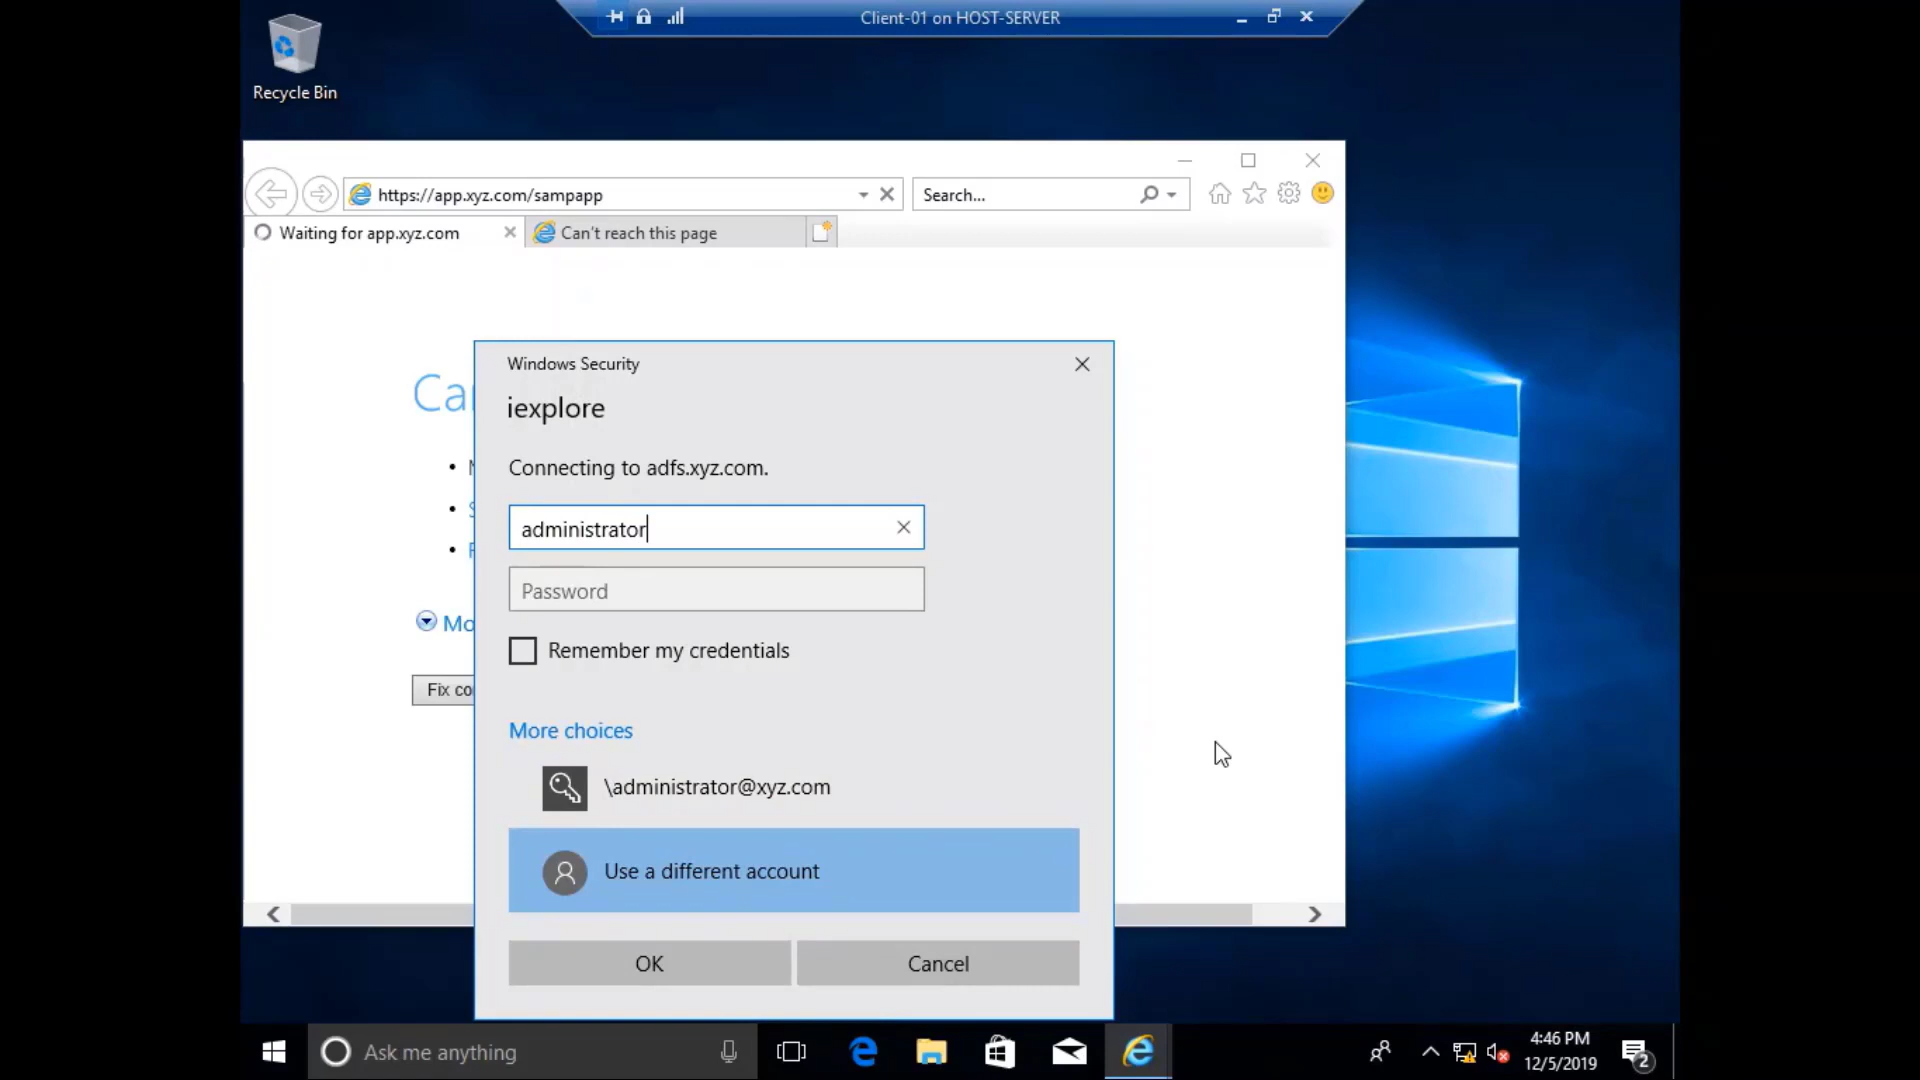 Client-01 on HOST-SERVER
Recycle Bin
https://app.xyz.com/sampapp
Search...
Waiting for app.xyz.com
Can't reach this page
Windows Security
iexplore
Connecting to adfs.xyz.com.
administrator
Password
Remember my credentials
More choices
\administrator@xyz.com
Use a different account
OK
Cancel
Fix
Ask me anything
4:46 PM
12/5/2019
2